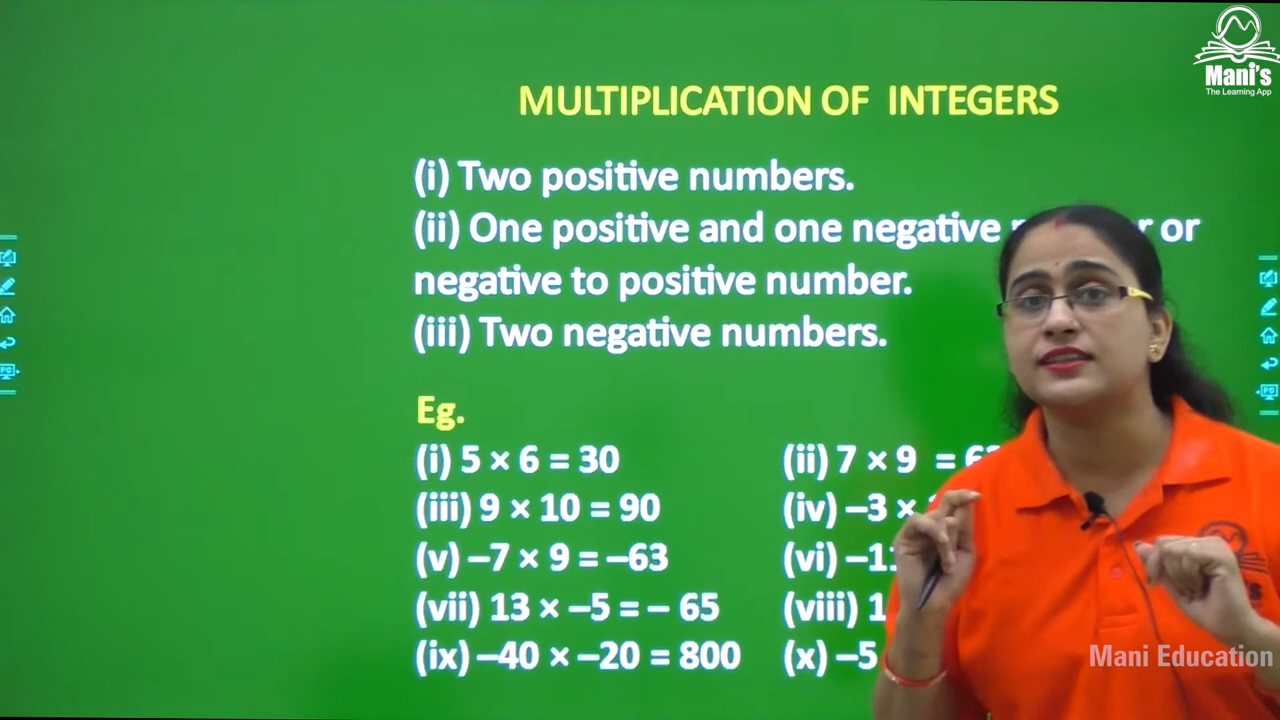 Mani's
The Learning App
MULTIPLICATION OF INTEGERS
(i) Two positive numbers.
(ii) One positive and one negative or
negative to positive number.
(iii) Two negative numbers.
Eg.
(i) 5 × 6 = 30
(ii) 7 × 9 =
(iii) 9 × 10 = 90
(iv) –3 ×
(v) –7 × 9 = –63
(vi)
(vii) 13 × –5 = – 65
(viii)
(ix) –40 × –20 = 800
(x) –5
Mani Education